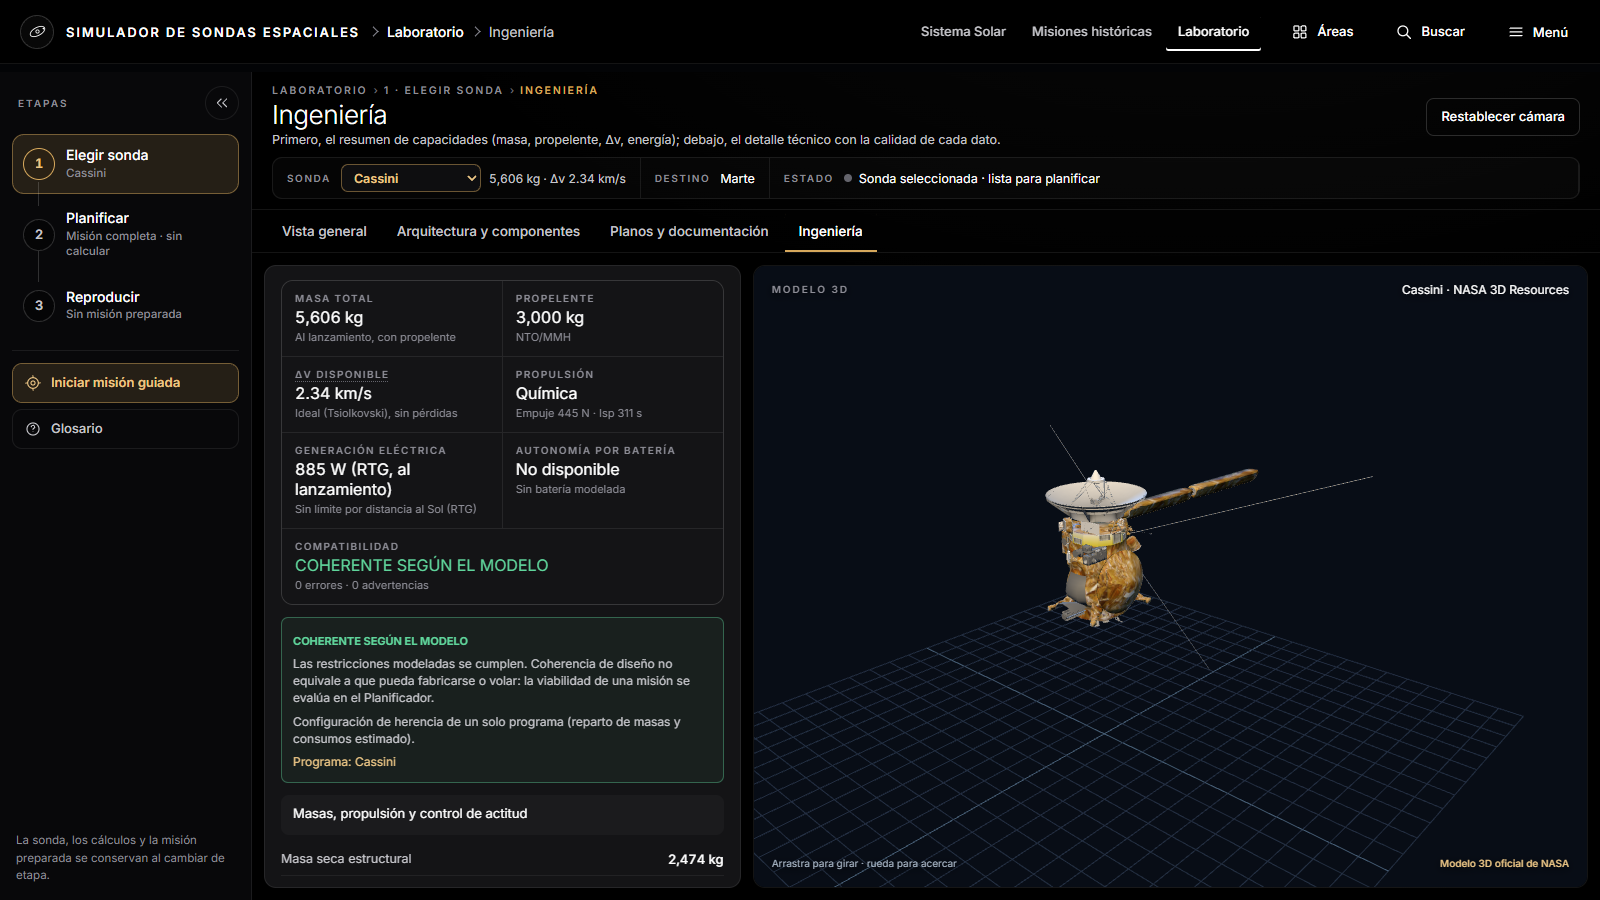 SIMULADOR DE SONDAS ESPACIALES
Laboratorio
Ingeniería
Sistema Solar
Misiones históricas
Laboratorio
Áreas
Buscar
Menú
ETAPAS
1
Elegir sonda
Cassini
2
Planificar
Misión completa · sin
calcular
3
Reproducir
Sin misión preparada
Iniciar misión guiada
Glosario
La sonda, los cálculos y la misión
preparada se conservan al cambiar de
etapa.
LABORATORIO › 1 · ELEGIR SONDA › INGENIERÍA
Ingeniería
Primero, el resumen de capacidades (masa, propelente, Δv, energía); debajo, el detalle técnico con la calidad de cada dato.
Restablecer cámara
SONDA
Cassini
5,606 kg · Δv 2.34 km/s
DESTINO
Marte
ESTADO
Sonda seleccionada · lista para planificar
Vista general
Arquitectura y componentes
Planos y documentación
Ingeniería
MASA TOTAL
5,606 kg
Al lanzamiento, con propelente
PROPELENTE
3,000 kg
NTO/MMH
ΔV DISPONIBLE
2.34 km/s
Ideal (Tsiolkovski), sin pérdidas
PROPULSIÓN
Química
Empuje 445 N · Isp 311 s
GENERACIÓN ELÉCTRICA
885 W (RTG, al
lanzamiento)
Sin límite por distancia al Sol (RTG)
AUTONOMÍA POR BATERÍA
No disponible
Sin batería modelada
COMPATIBILIDAD
COHERENTE SEGÚN EL MODELO
0 errores · 0 advertencias
COHERENTE SEGÚN EL MODELO
Las restricciones modeladas se cumplen. Coherencia de diseño no
equivale a que pueda fabricarse o volar: la viabilidad de una misión se
evalúa en el Planificador.
Configuración de herencia de un solo programa (reparto de masas y
consumos estimado).
Programa: Cassini
Masas, propulsión y control de actitud
Masa seca estructural
2,474 kg
MODELO 3D
Cassini · NASA 3D Resources
Arrastra para girar · rueda para acercar
Modelo 3D oficial de NASA